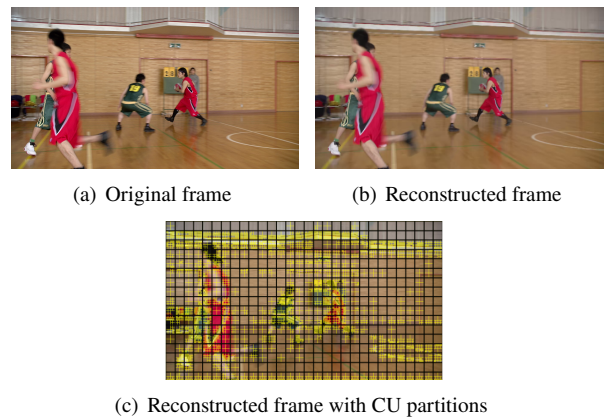 (a) Original frame
(b) Reconstructed frame
(c) Reconstructed frame with CU partitions